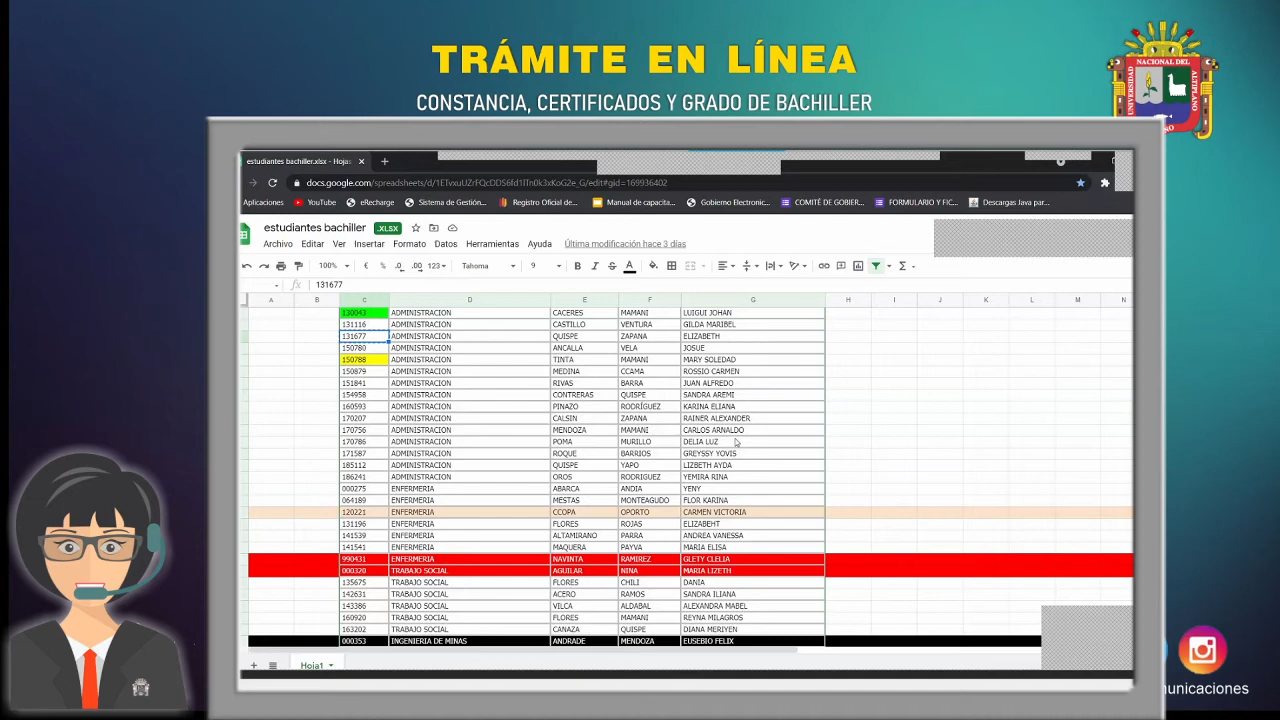 TRÁMITE EN LÍNEA
CONSTANCIA, CERTIFICADOS Y GRADO DE BACHILLER
UNIVERSIDAD NACIONAL DEL ALTIPLANO
estudiantes bachiller.xlsx - Hojas
docs.google.com/spreadsheets/d/1ETvxuUZrFQcDDS6fd1lTn0k3xKoG2e_G/edit#gid=169936402
Aplicaciones YouTube eRecharge Sistema de Gestión... Registro Oficial de... Manual de capacita... Gobierno Electronic... COMITÉ DE GOBIER... FORMULARIO Y FIC... Descargas Java par...
estudiantes bachiller .XLSX
Archivo Editar Ver Insertar Formato Datos Herramientas Ayuda Última modificación hace 3 días
100% € % .0 .00 123 Tahoma 9 B I S A
fx 131677
A B C D E F G H I J K L M N
130043 ADMINISTRACION CACERES MAMANI LUIGUI JOHAN
131116 ADMINISTRACION CASTILLO VENTURA GILDA MARIBEL
131677 ADMINISTRACION QUISPE ZAPANA ELIZABETH
150780 ADMINISTRACION ANCALLA VELA JOSUE
150788 ADMINISTRACION TINTA MAMANI MARY SOLEDAD
150879 ADMINISTRACION MEDINA CCAMA ROSSIO CARMEN
151841 ADMINISTRACION RIVAS BARRA JUAN ALFREDO
154958 ADMINISTRACION CONTRERAS QUISPE SANDRA AREMI
160593 ADMINISTRACION PINAZO RODRÍGUEZ KARINA ELIANA
170207 ADMINISTRACION CALSIN ZAPANA RAINER ALEXANDER
170756 ADMINISTRACION MENDOZA MAMANI CARLOS ARNALDO
170786 ADMINISTRACION POMA MURILLO DELIA LUZ
171587 ADMINISTRACION ROQUE BARRIOS GREYSSY YOVIS
185112 ADMINISTRACION QUISPE YAPO LIZBETH AYDA
186241 ADMINISTRACION OROS RODRIGUEZ YEMIRA RINA
000275 ENFERMERIA ABARCA ANDIA YENY
064189 ENFERMERIA MESTAS MONTEAGUDO FLOR KARINA
120221 ENFERMERIA CCOPA OPORTO CARMEN VICTORIA
131196 ENFERMERIA FLORES ROJAS ELIZABEHT
141539 ENFERMERIA ALTAMIRANO PARRA ANDREA VANESSA
141541 ENFERMERIA MAQUERA PAYVA MARIA ELISA
990431 ENFERMERIA NAVINTA RAMIREZ GLETY CLELIA
000320 TRABAJO SOCIAL AGUILAR NINA MARIA LIZETH
135675 TRABAJO SOCIAL FLORES CHILI DANIA
142631 TRABAJO SOCIAL ACERO RAMOS SANDRA ILIANA
143386 TRABAJO SOCIAL VILCA ALDABAL ALEXANDRA MABEL
160920 TRABAJO SOCIAL FLORES MAMANI REYNA MILAGROS
163202 TRABAJO SOCIAL CANAZA QUISPE DIANA MERIYEN
000353 INGENIERIA DE MINAS ANDRADE MENDOZA EUSEBIO FELIX
Hoja1
municaciones